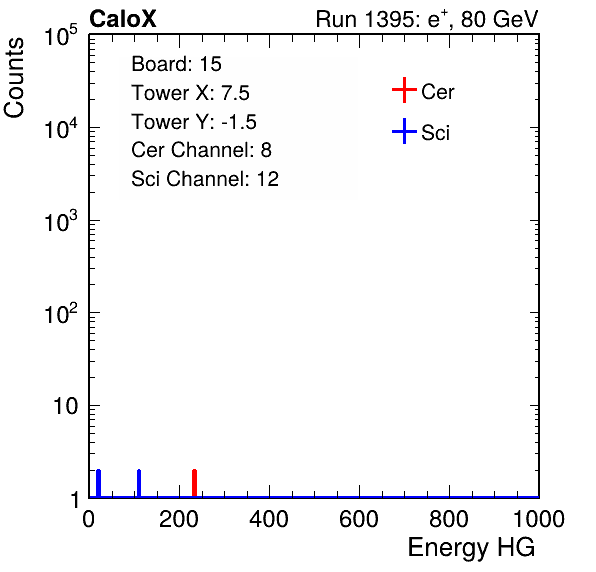 CaloX Run 1395: e⁺, 80 GeV
Counts
10⁵
10⁴
10³
10²
10
1
Board: 15
Tower X: 7.5
Tower Y: -1.5
Cer Channel: 8
Sci Channel: 12
Cer
Sci
0 200 400 600 800 1000
Energy HG